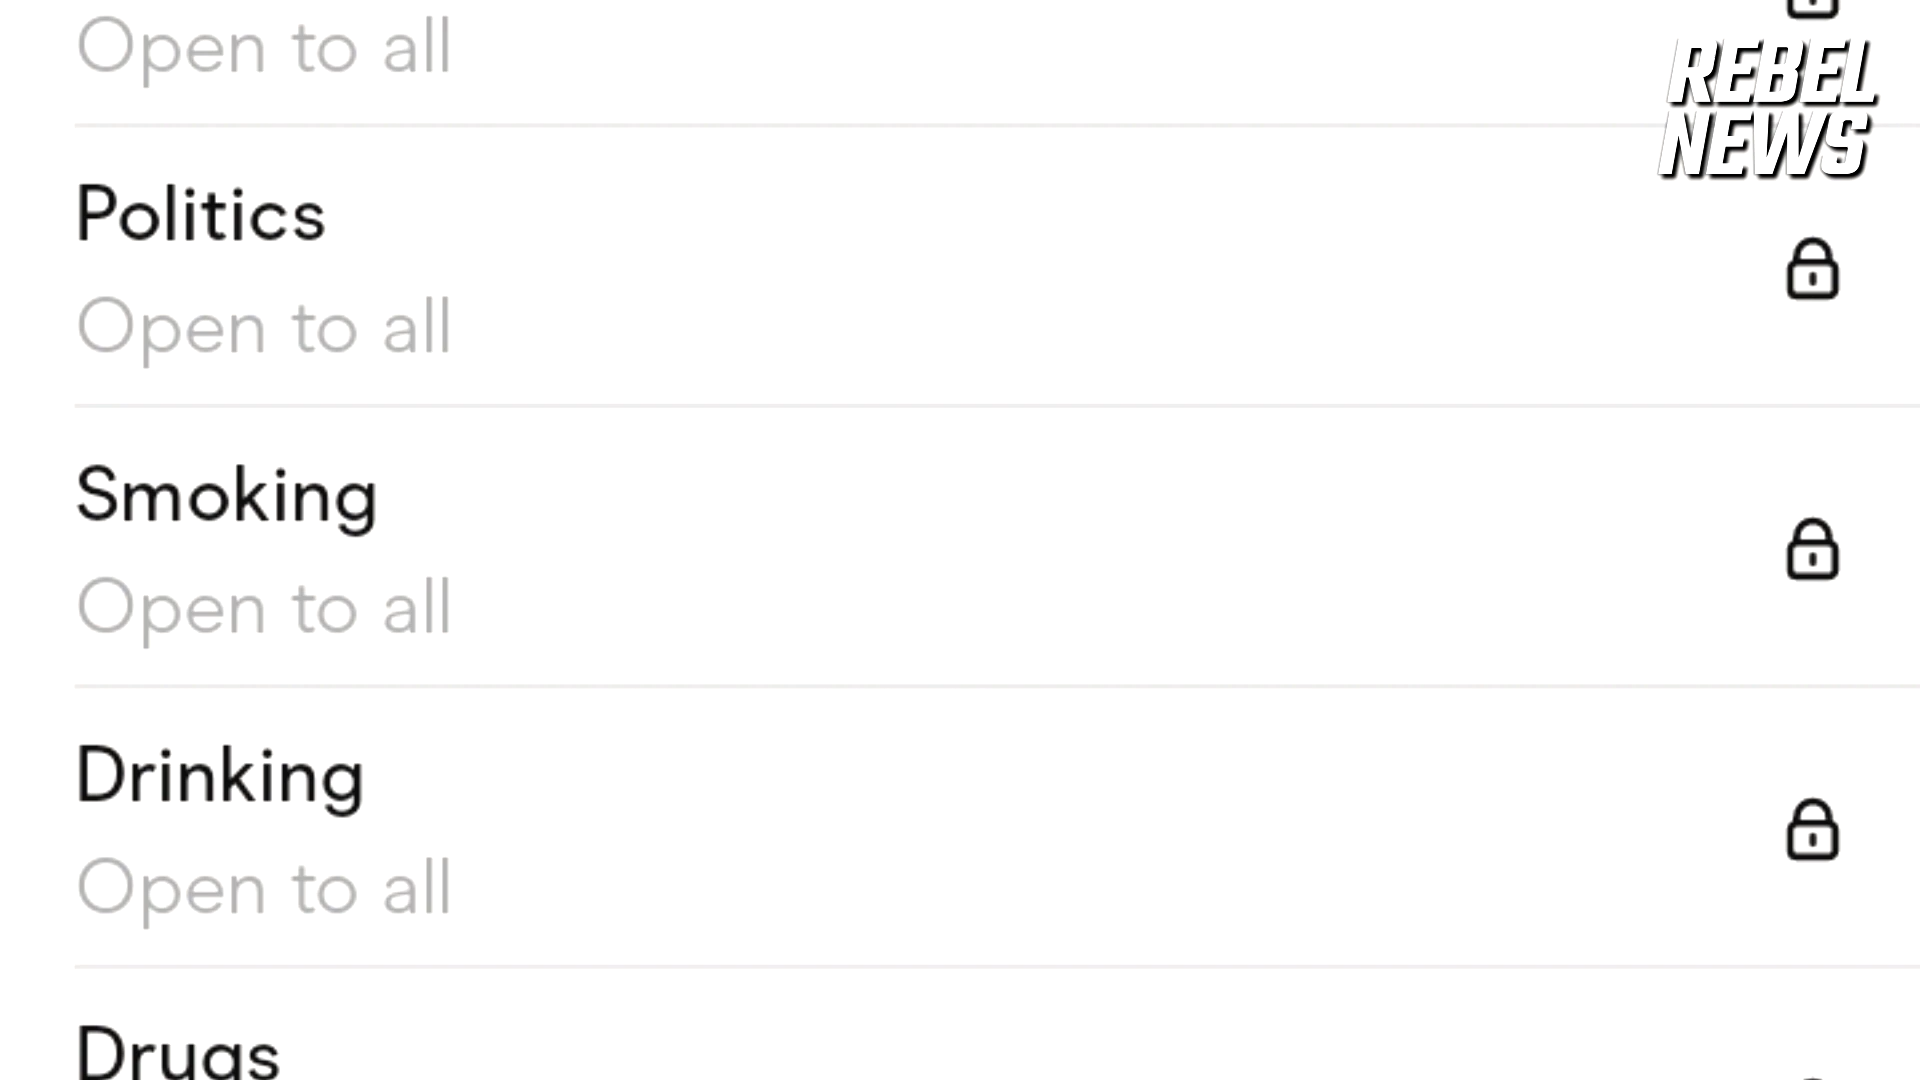 Open to all
REBEL
NEWS
Politics
Open to all
Smoking
Open to all
Drinking
Open to all
Drugs